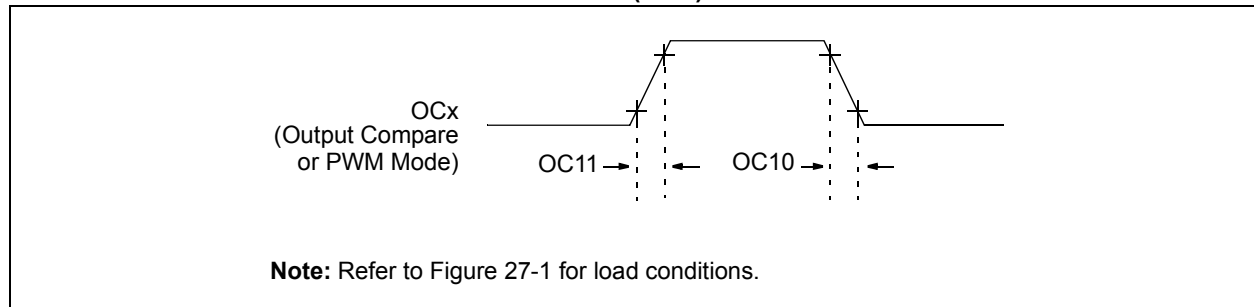 OCx
(Output Compare
or PWM Mode)
OC11
OC10
Note: Refer to Figure 27-1 for load conditions.